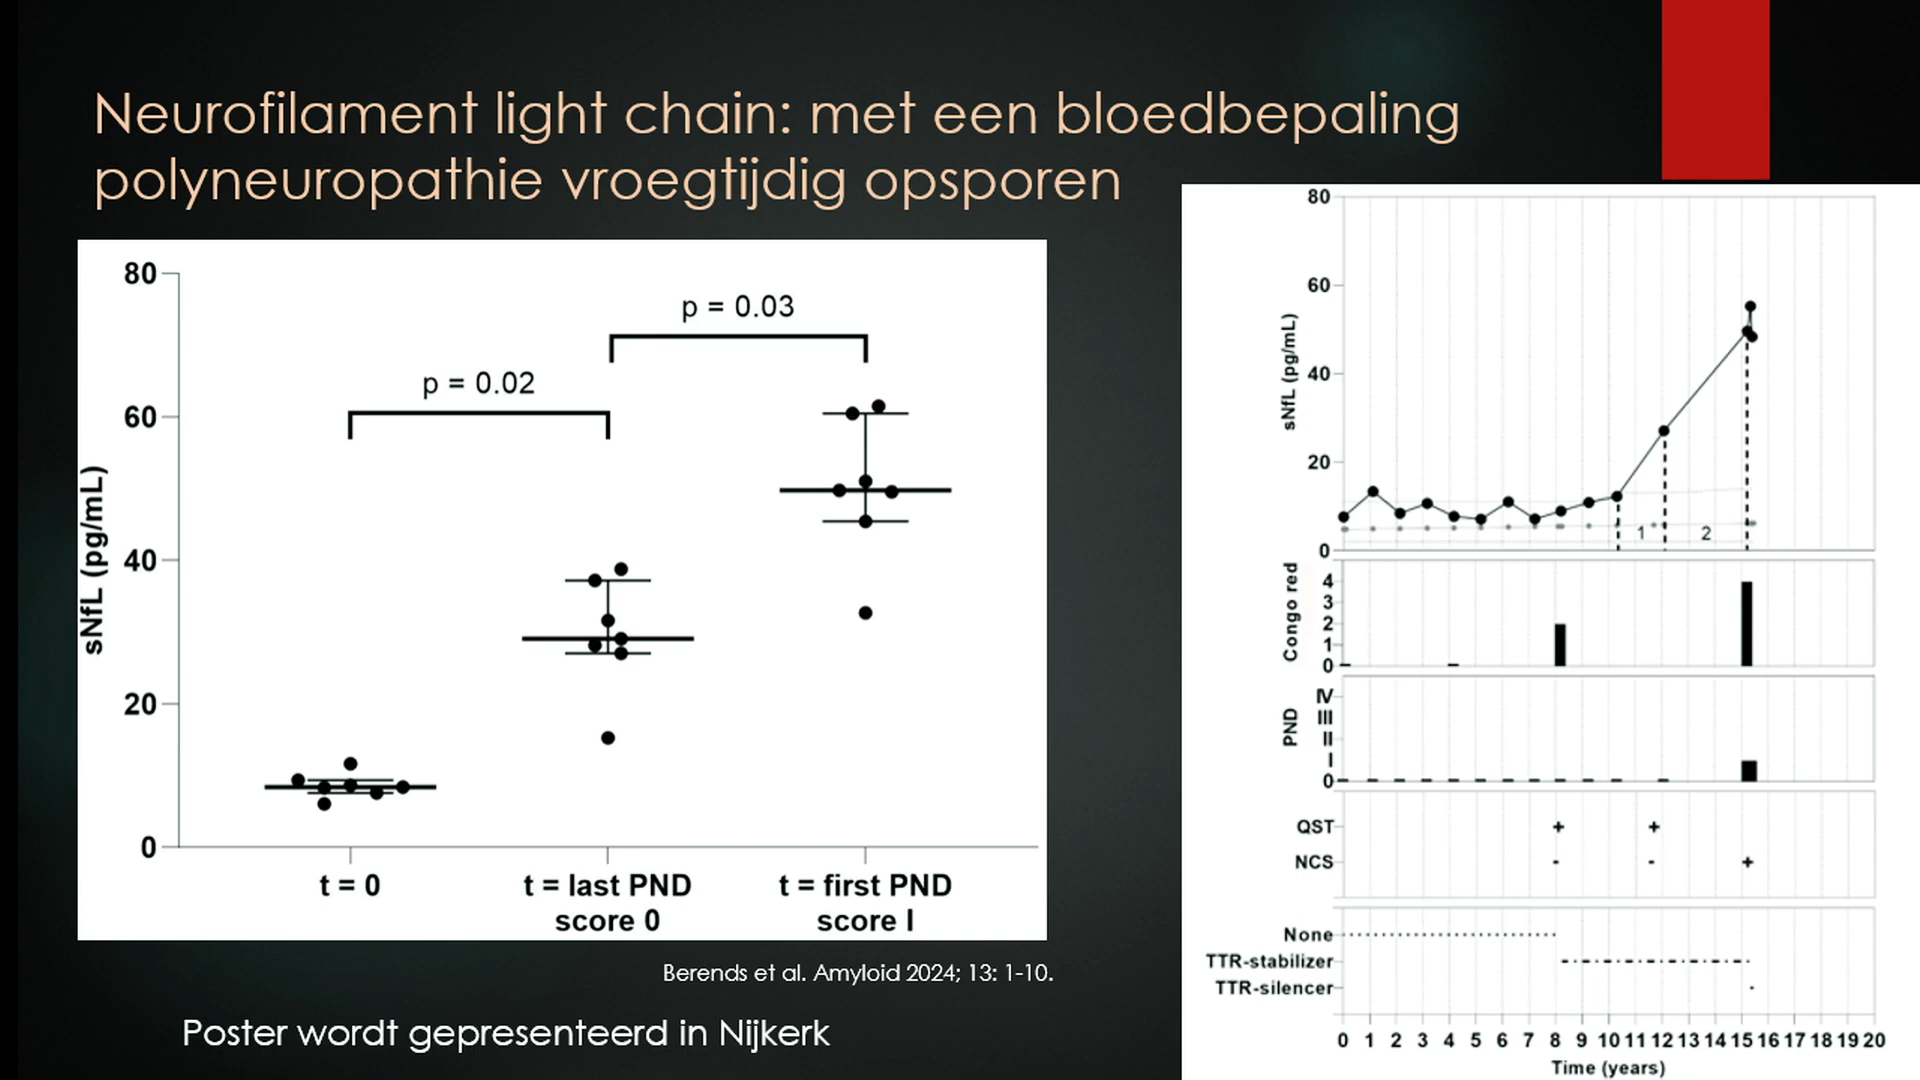 Neurofilament light chain: met een bloedbepaling
polyneuropathie vroegtijdig opsporen
80
60
40
20
0
sNfL (pg/mL)
p = 0.02
p = 0.03
t = 0
t = last PND
score 0
t = first PND
score I
Berends et al. Amyloid 2024; 13: 1-10.
Poster wordt gepresenteerd in Nijkerk
80
60
40
20
0
sNfL (pg/mL)
1
2
Congo red
4
3
2
1
0
PND
IV
III
II
I
0
QST
+ +
NCS
- - +
None
TTR-stabilizer
TTR-silencer
0 1 2 3 4 5 6 7 8 9 10 11 12 13 14 15 16 17 18 19 20
Time (years)